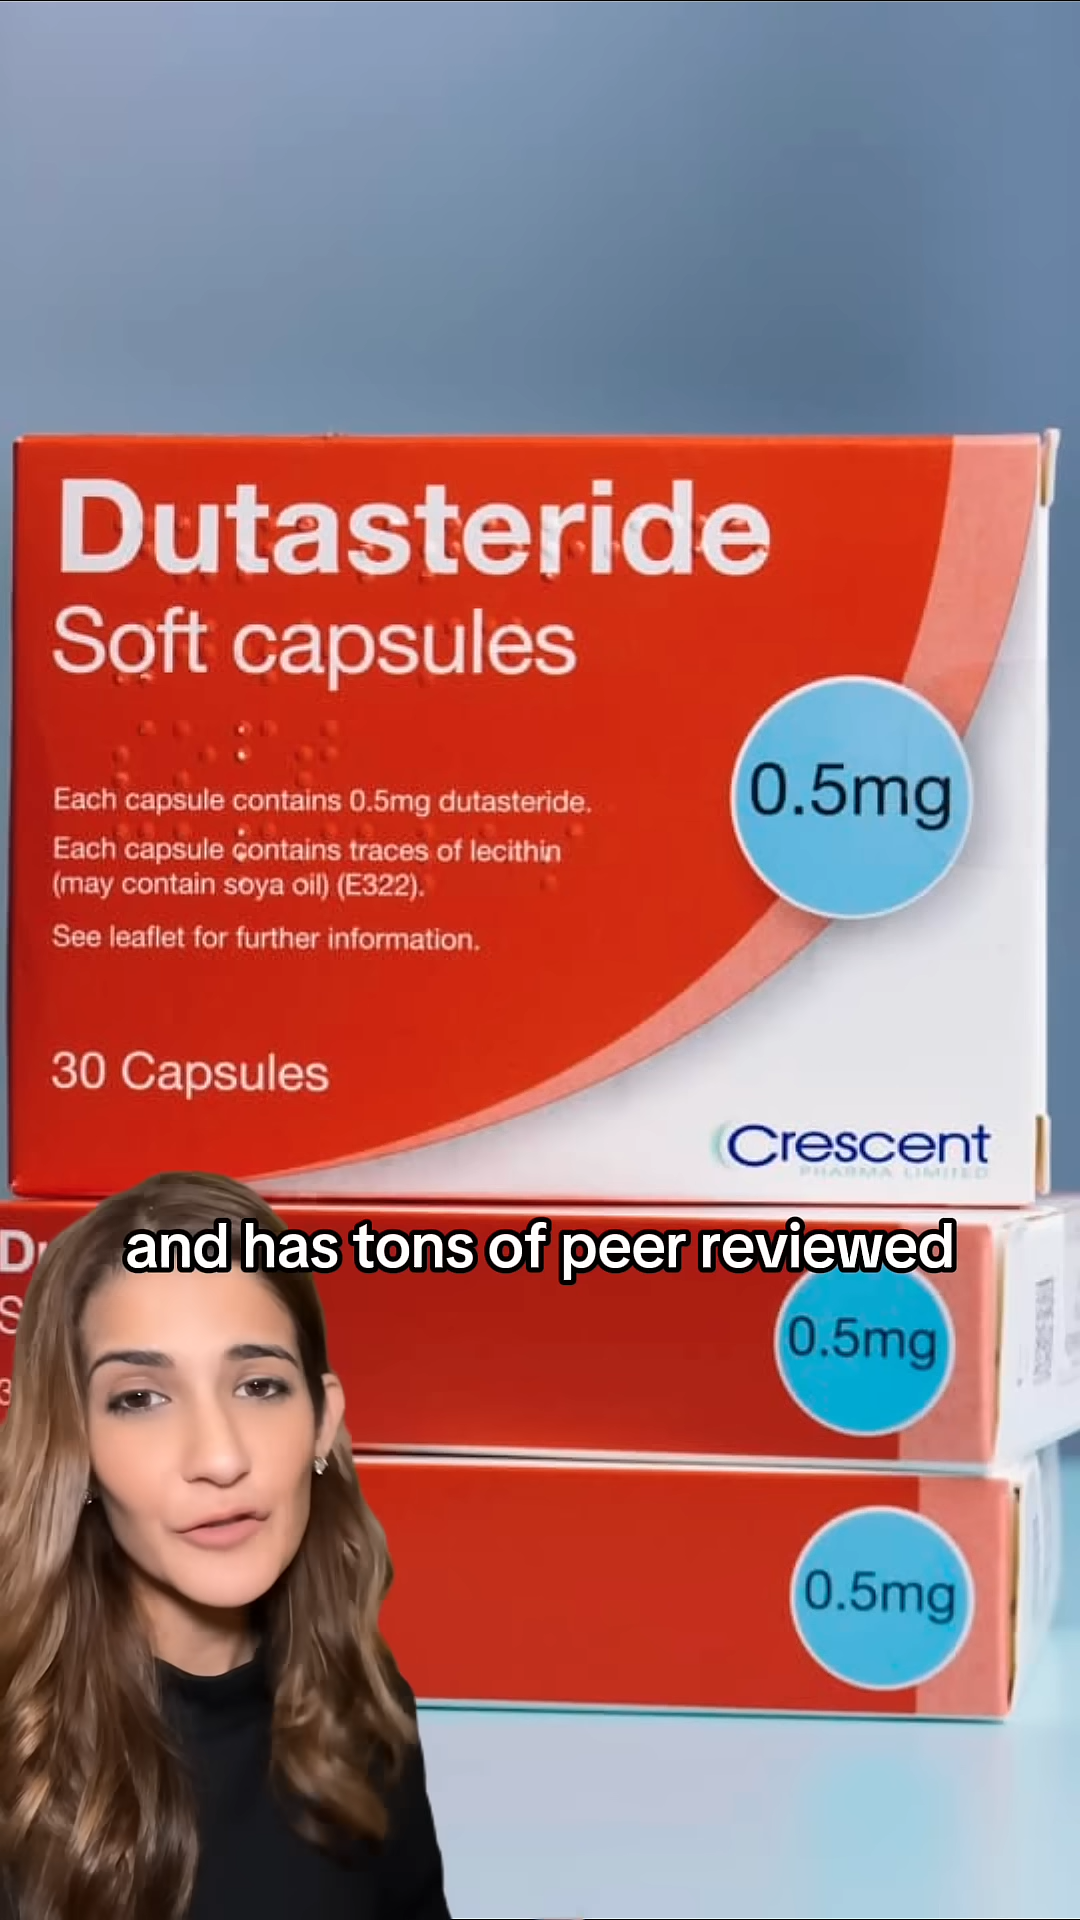 Dutasteride
Soft capsules
0.5mg
Each capsule contains 0.5mg dutasteride.
Each capsule contains traces of lecithin
(may contain soya oil) (E322).
See leaflet for further information.
30 Capsules
Crescent
PHARMA LIMITED
and has tons of peer reviewed
0.5mg
0.5mg